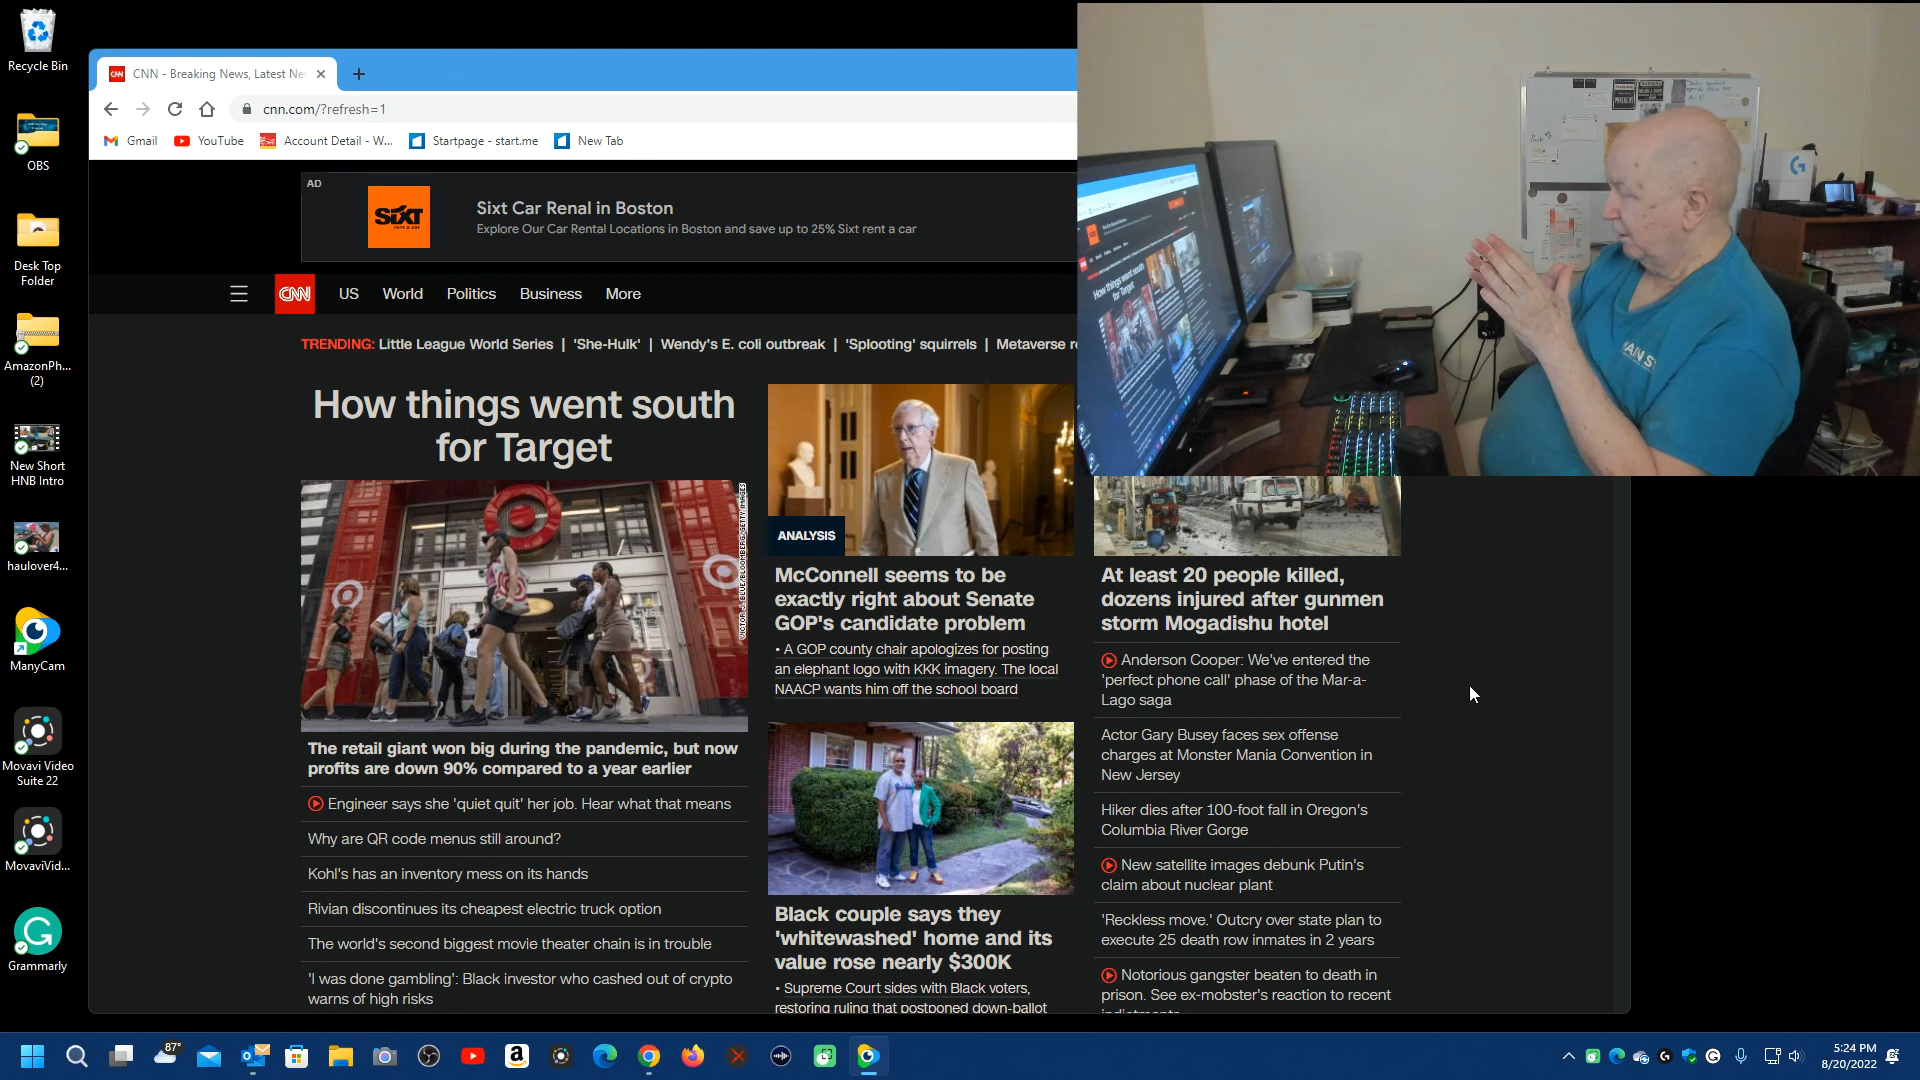 Recycle Bin
OBS
Desk Top
Folder
AmazonPh...
(2)
New Short
HNB Intro
haulover4...
ManyCam
Movavi Video
Suite 22
MovaviVid...
Grammarly
CNN - Breaking News, Latest Ne
cnn.com/?refresh=1
Gmail
YouTube
Account Detail - W...
Startpage - start.me
New Tab
AD
SIXT
rent a car
Sixt Car Renal in Boston
Explore Our Car Rental Locations in Boston and save up to 25% Sixt rent a car
CNN
US
World
Politics
Business
More
TRENDING: Little League World Series | 'She-Hulk' | Wendy's E. coli outbreak | 'Splooting' squirrels | Metaverse r
How things went south
for Target
VICTOR J. BLUE/BLOOMBERG/GETTY IMAGES
The retail giant won big during the pandemic, but now
profits are down 90% compared to a year earlier
Engineer says she 'quiet quit' her job. Hear what that means
Why are QR code menus still around?
Kohl's has an inventory mess on its hands
Rivian discontinues its cheapest electric truck option
The world's second biggest movie theater chain is in trouble
'I was done gambling': Black investor who cashed out of crypto
warns of high risks
ANALYSIS
McConnell seems to be
exactly right about Senate
GOP's candidate problem
• A GOP county chair apologizes for posting
an elephant logo with KKK imagery. The local
NAACP wants him off the school board
Black couple says they
'whitewashed' home and its
value rose nearly $300K
• Supreme Court sides with Black voters,
restoring ruling that postponed down-ballot
At least 20 people killed,
dozens injured after gunmen
storm Mogadishu hotel
Anderson Cooper: We've entered the
'perfect phone call' phase of the Mar-a-
Lago saga
Actor Gary Busey faces sex offense
charges at Monster Mania Convention in
New Jersey
Hiker dies after 100-foot fall in Oregon's
Columbia River Gorge
New satellite images debunk Putin's
claim about nuclear plant
'Reckless move.' Outcry over state plan to
execute 25 death row inmates in 2 years
Notorious gangster beaten to death in
prison. See ex-mobster's reaction to recent
indictments
How things went south
for Target
87°
5:24 PM
8/20/2022